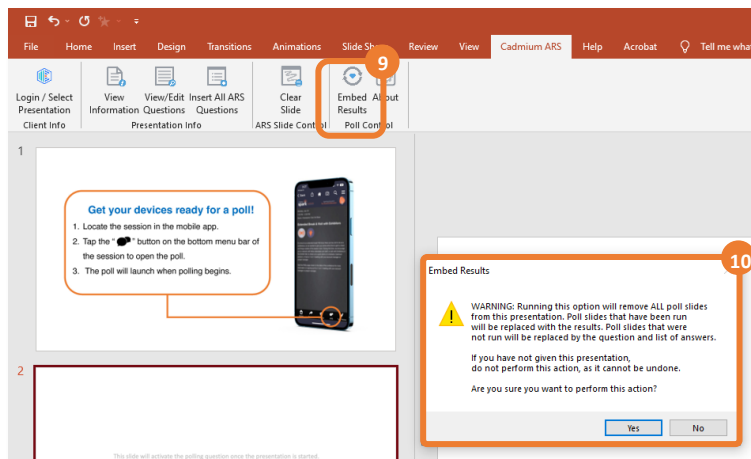 File Home Insert Design Transitions Animations Slide Sh Review View Cadmium ARS Help Acrobat Tell me what
9
Login / Select Presentation
View Information
View/Edit Questions
Insert All ARS Questions
Clear Slide
Embed Results
About
Client Info
Presentation Info
ARS Slide Control
Poll Control
1
Get your devices ready for a poll!
1. Locate the session in the mobile app.
2. Tap the " " button on the bottom menu bar of
the session to open the poll.
3. The poll will launch when polling begins.
2
This slide will activate the polling question once the presentation is started.
10
Embed Results
WARNING: Running this option will remove ALL poll slides
from this presentation. Poll slides that have been run
will be replaced with the results. Poll slides that were
not run will be replaced by the question and list of answers.
If you have not given this presentation,
do not perform this action, as it cannot be undone.
Are you sure you want to perform this action?
Yes No